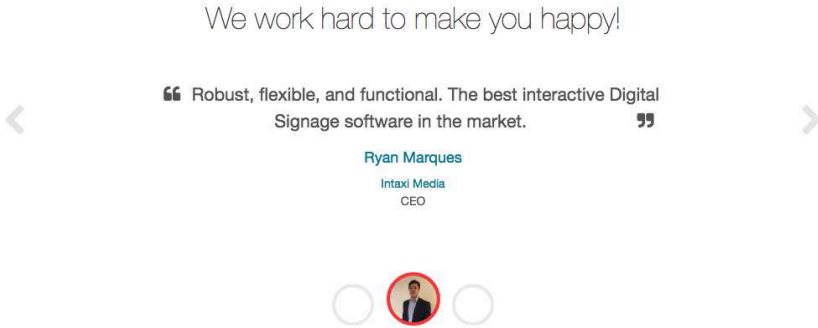 We work hard to make you happy!
“ Robust, flexible, and functional. The best interactive Digital
Signage software in the market. ”
Ryan Marques
Intaxi Media
CEO